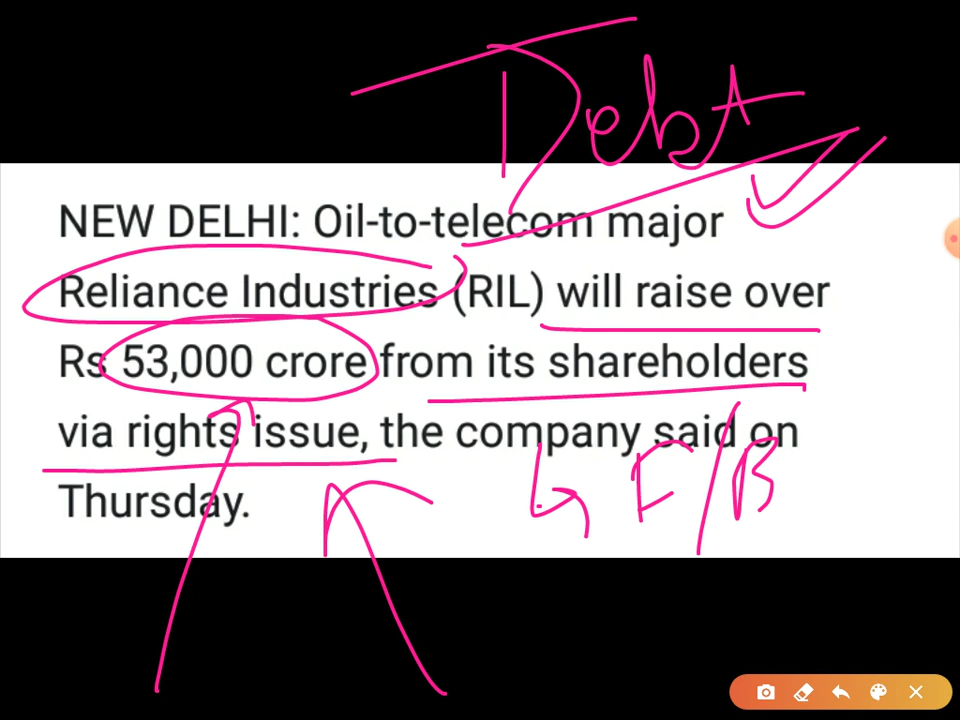 Debt
NEW DELHI: Oil-to-telecom major
Reliance Industries (RIL) will raise over
Rs 53,000 crore from its shareholders
via rights issue, the company said on
Thursday.
F/B